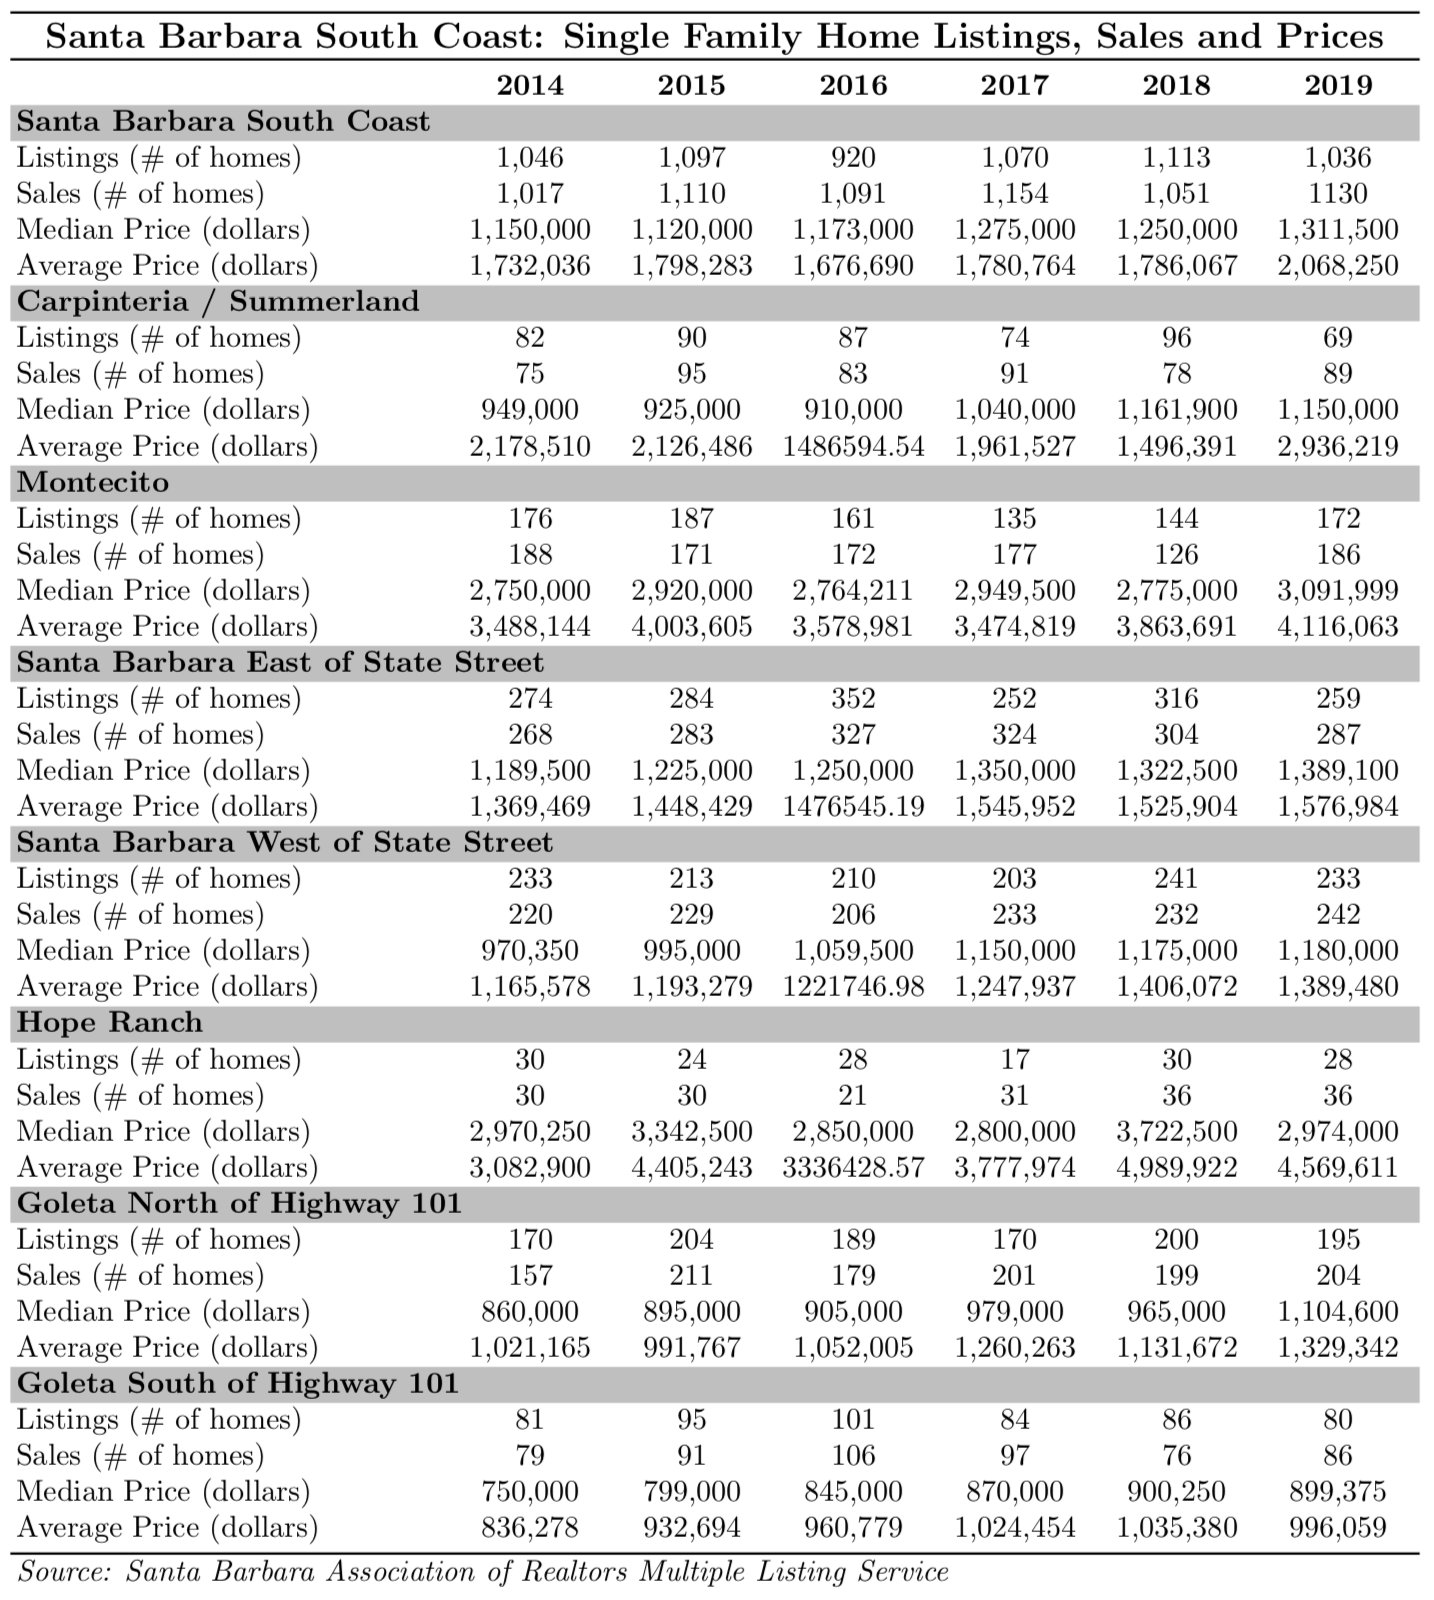 Santa Barbara South Coast: Single Family Home Listings, Sales and Prices
2014 2015 2016 2017 2018 2019
Santa Barbara South Coast
Listings (# of homes) 1,046 1,097 920 1,070 1,113 1,036
Sales (# of homes) 1,017 1,110 1,091 1,154 1,051 1130
Median Price (dollars) 1,150,000 1,120,000 1,173,000 1,275,000 1,250,000 1,311,500
Average Price (dollars) 1,732,036 1,798,283 1,676,690 1,780,764 1,786,067 2,068,250
Carpinteria / Summerland
Listings (# of homes) 82 90 87 74 96 69
Sales (# of homes) 75 95 83 91 78 89
Median Price (dollars) 949,000 925,000 910,000 1,040,000 1,161,900 1,150,000
Average Price (dollars) 2,178,510 2,126,486 1486594.54 1,961,527 1,496,391 2,936,219
Montecito
Listings (# of homes) 176 187 161 135 144 172
Sales (# of homes) 188 171 172 177 126 186
Median Price (dollars) 2,750,000 2,920,000 2,764,211 2,949,500 2,775,000 3,091,999
Average Price (dollars) 3,488,144 4,003,605 3,578,981 3,474,819 3,863,691 4,116,063
Santa Barbara East of State Street
Listings (# of homes) 274 284 352 252 316 259
Sales (# of homes) 268 283 327 324 304 287
Median Price (dollars) 1,189,500 1,225,000 1,250,000 1,350,000 1,322,500 1,389,100
Average Price (dollars) 1,369,469 1,448,429 1476545.19 1,545,952 1,525,904 1,576,984
Santa Barbara West of State Street
Listings (# of homes) 233 213 210 203 241 233
Sales (# of homes) 220 229 206 233 232 242
Median Price (dollars) 970,350 995,000 1,059,500 1,150,000 1,175,000 1,180,000
Average Price (dollars) 1,165,578 1,193,279 1221746.98 1,247,937 1,406,072 1,389,480
Hope Ranch
Listings (# of homes) 30 24 28 17 30 28
Sales (# of homes) 30 30 21 31 36 36
Median Price (dollars) 2,970,250 3,342,500 2,850,000 2,800,000 3,722,500 2,974,000
Average Price (dollars) 3,082,900 4,405,243 3336428.57 3,777,974 4,989,922 4,569,611
Goleta North of Highway 101
Listings (# of homes) 170 204 189 170 200 195
Sales (# of homes) 157 211 179 201 199 204
Median Price (dollars) 860,000 895,000 905,000 979,000 965,000 1,104,600
Average Price (dollars) 1,021,165 991,767 1,052,005 1,260,263 1,131,672 1,329,342
Goleta South of Highway 101
Listings (# of homes) 81 95 101 84 86 80
Sales (# of homes) 79 91 106 97 76 86
Median Price (dollars) 750,000 799,000 845,000 870,000 900,250 899,375
Average Price (dollars) 836,278 932,694 960,779 1,024,454 1,035,380 996,059
Source: Santa Barbara Association of Realtors Multiple Listing Service